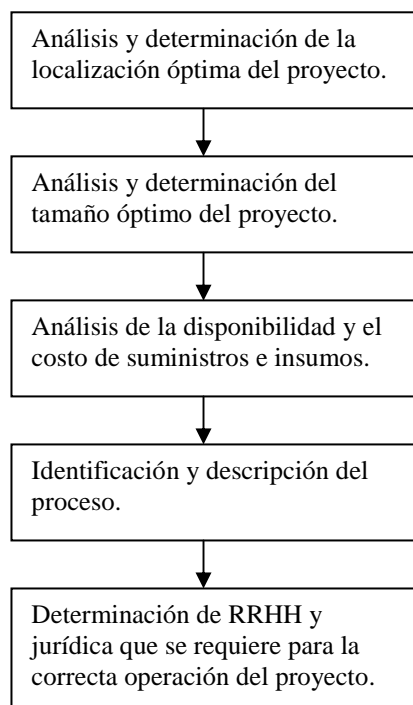 Análisis y determinación de la
localización óptima del proyecto.
Análisis y determinación del
tamaño óptimo del proyecto.
Análisis de la disponibilidad y el
costo de suministros e insumos.
Identificación y descripción del
proceso.
Determinación de RRHH y
jurídica que se requiere para la
correcta operación del proyecto.